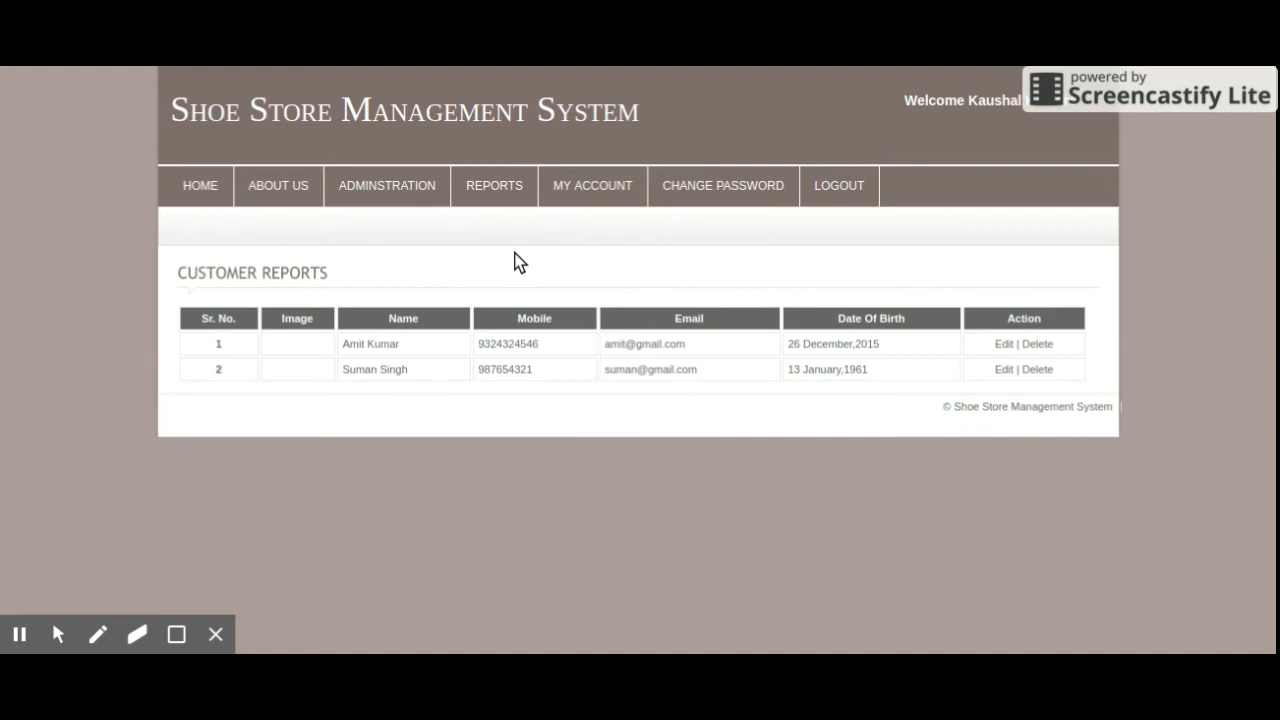 powered by
Screencastify Lite
SHOE STORE MANAGEMENT SYSTEM
Welcome Kaushal
HOME ABOUT US ADMINSTRATION REPORTS MY ACCOUNT CHANGE PASSWORD LOGOUT
CUSTOMER REPORTS
Sr. No. Image Name Mobile Email Date Of Birth Action
1 Amit Kumar 9324324546 amit@gmail.com 26 December,2015 Edit | Delete
2 Suman Singh 987654321 suman@gmail.com 13 January,1961 Edit | Delete
© Shoe Store Management System